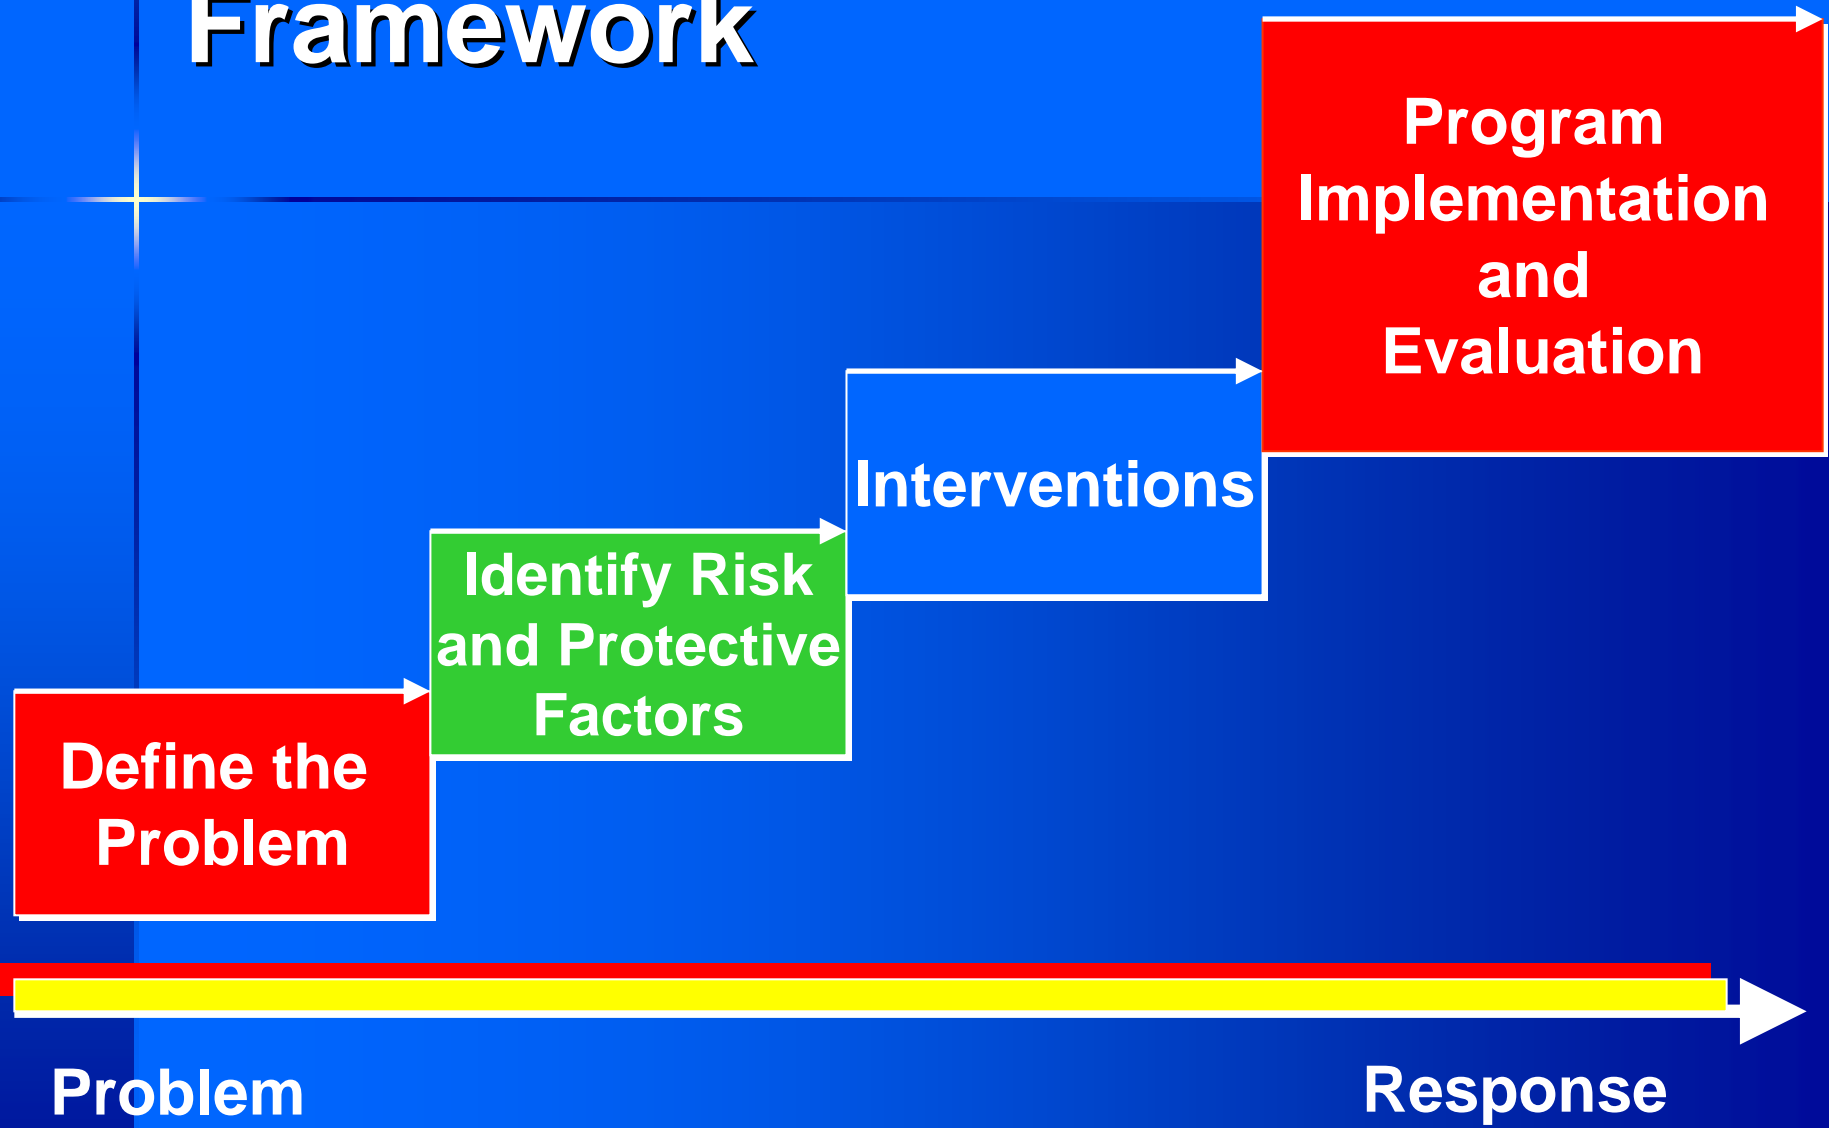 Framework
Program
Implementation
and
Evaluation
Interventions
Identify Risk
and Protective
Factors
Define the
Problem
Problem
Response